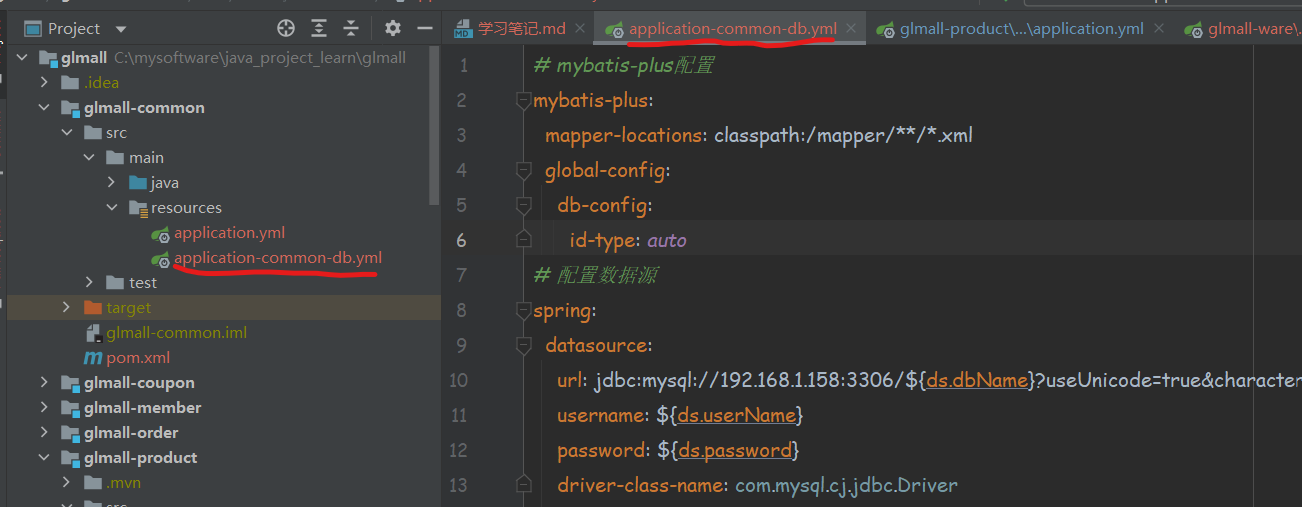 Project
glmall C:\mysoftware\java_project_learn\glmall
.idea
glmall-common
src
main
java
resources
application.yml
application-common-db.yml
test
target
glmall-common.iml
pom.xml
glmall-coupon
glmall-member
glmall-order
glmall-product
.mvn
学习笔记.md
application-common-db.yml
glmall-product\...\application.yml
glmall-ware\.
1 # mybatis-plus配置
2 mybatis-plus:
3 mapper-locations: classpath:/mapper/**/*.xml
4 global-config:
5 db-config:
6 id-type: auto
7 # 配置数据源
8 spring:
9 datasource:
10 url: jdbc:mysql://192.168.1.158:3306/${ds.dbName}?useUnicode=true&character
11 username: ${ds.userName}
12 password: ${ds.password}
13 driver-class-name: com.mysql.cj.jdbc.Driver